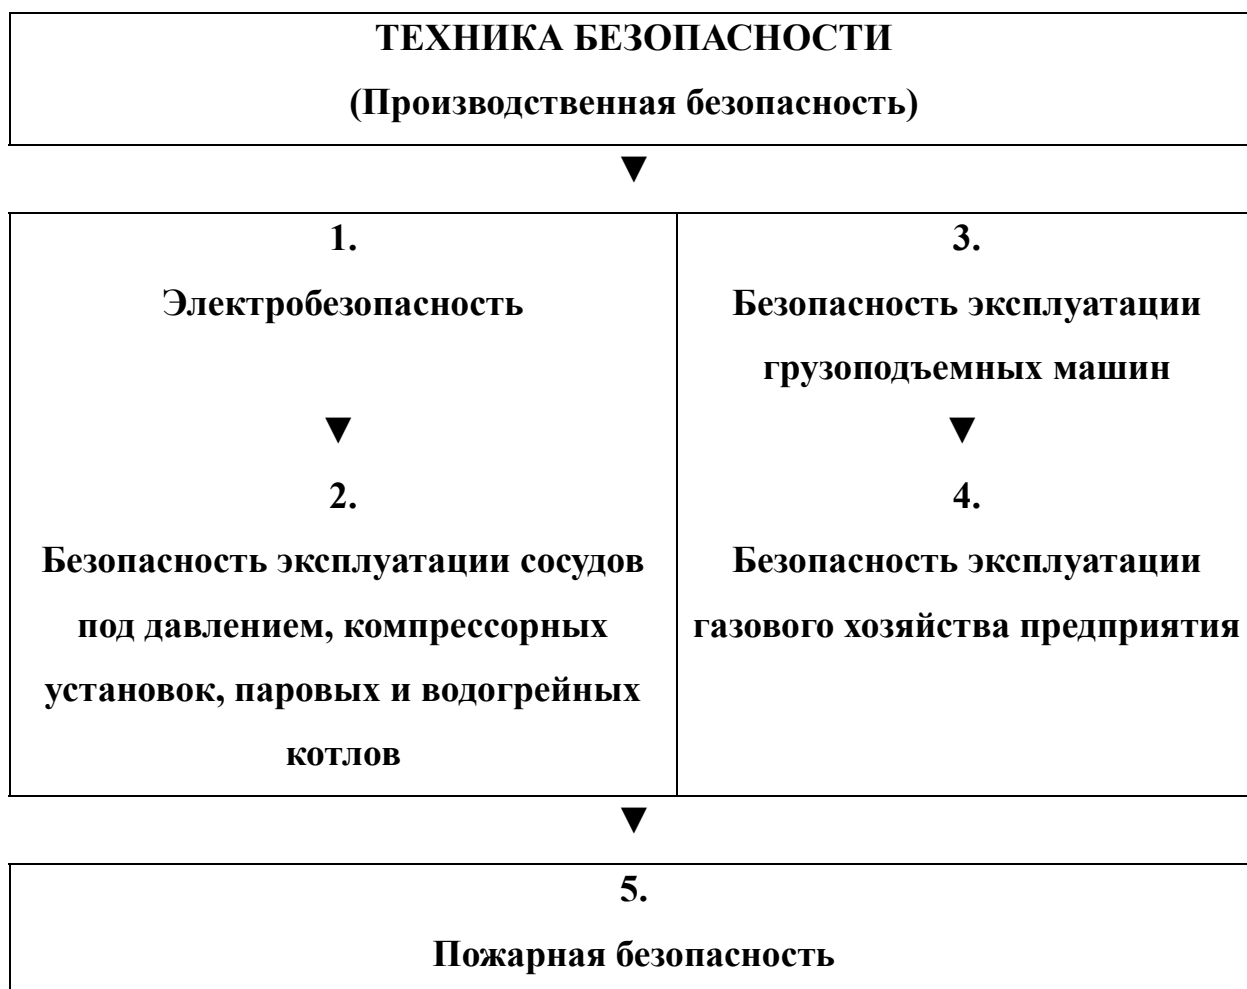 ТЕХНИКА БЕЗОПАСНОСТИ
(Производственная безопасность)
▼
1.
Электробезопасность
▼
2.
Безопасность эксплуатации сосудов
под давлением, компрессорных
установок, паровых и водогрейных
котлов
3.
Безопасность эксплуатации
грузоподъемных машин
▼
4.
Безопасность эксплуатации
газового хозяйства предприятия
▼
5.
Пожарная безопасность